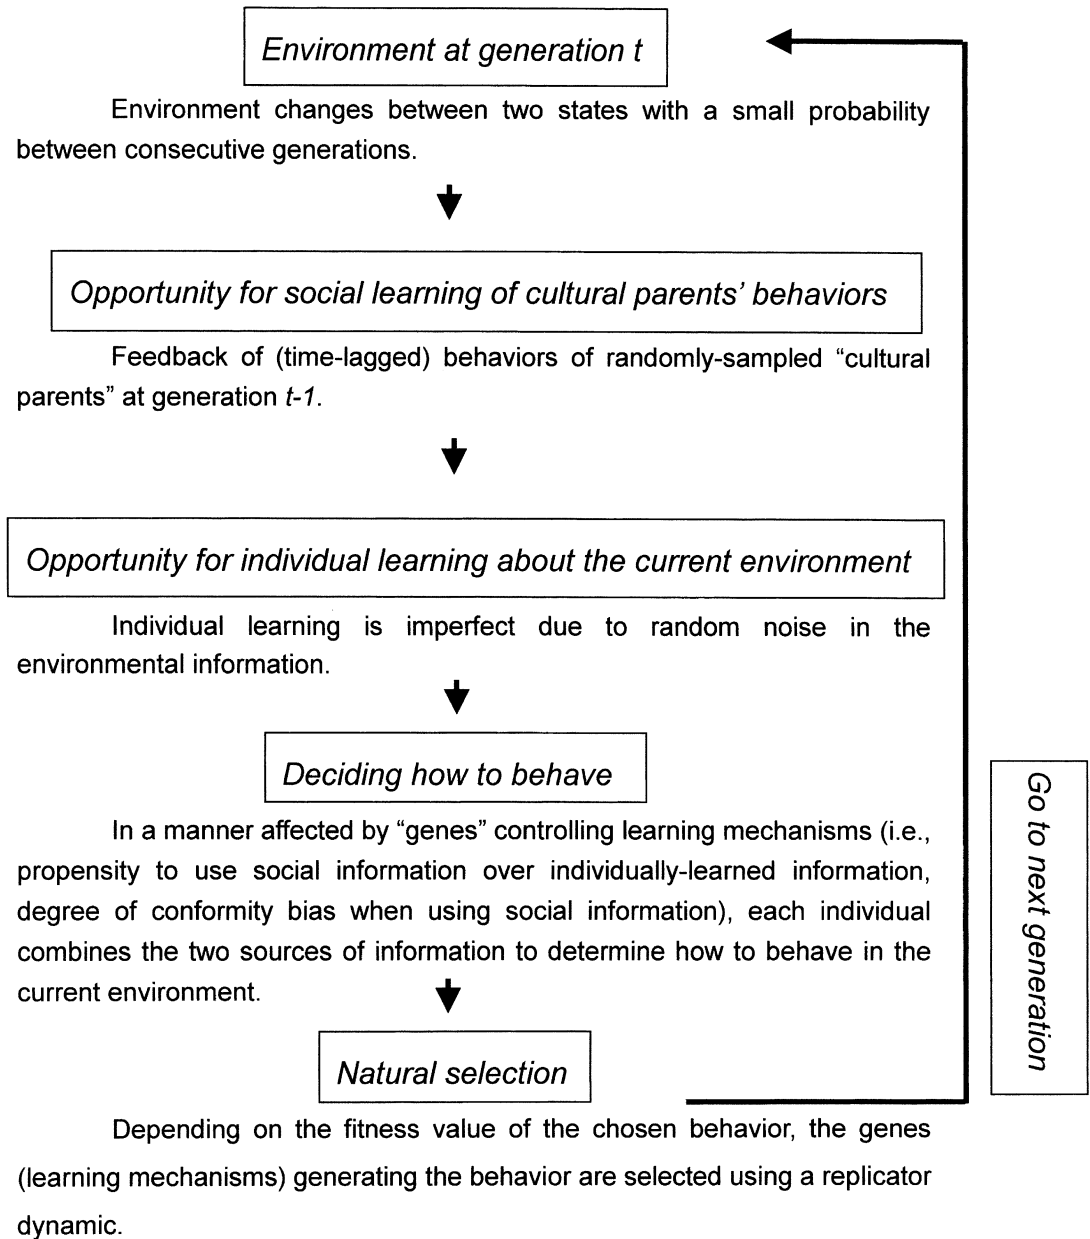 Environment at generation t
Environment changes between two states with a small probability
between consecutive generations.
Opportunity for social learning of cultural parents’ behaviors
Feedback of (time-lagged) behaviors of randomly-sampled “cultural
parents” at generation t-1.
Opportunity for individual learning about the current environment
Individual learning is imperfect due to random noise in the
environmental information.
Deciding how to behave
In a manner affected by “genes” controlling learning mechanisms (i.e.,
propensity to use social information over individually-learned information,
degree of conformity bias when using social information), each individual
combines the two sources of information to determine how to behave in the
current environment.
Natural selection
Depending on the fitness value of the chosen behavior, the genes
(learning mechanisms) generating the behavior are selected using a replicator
dynamic.
Go to next generation